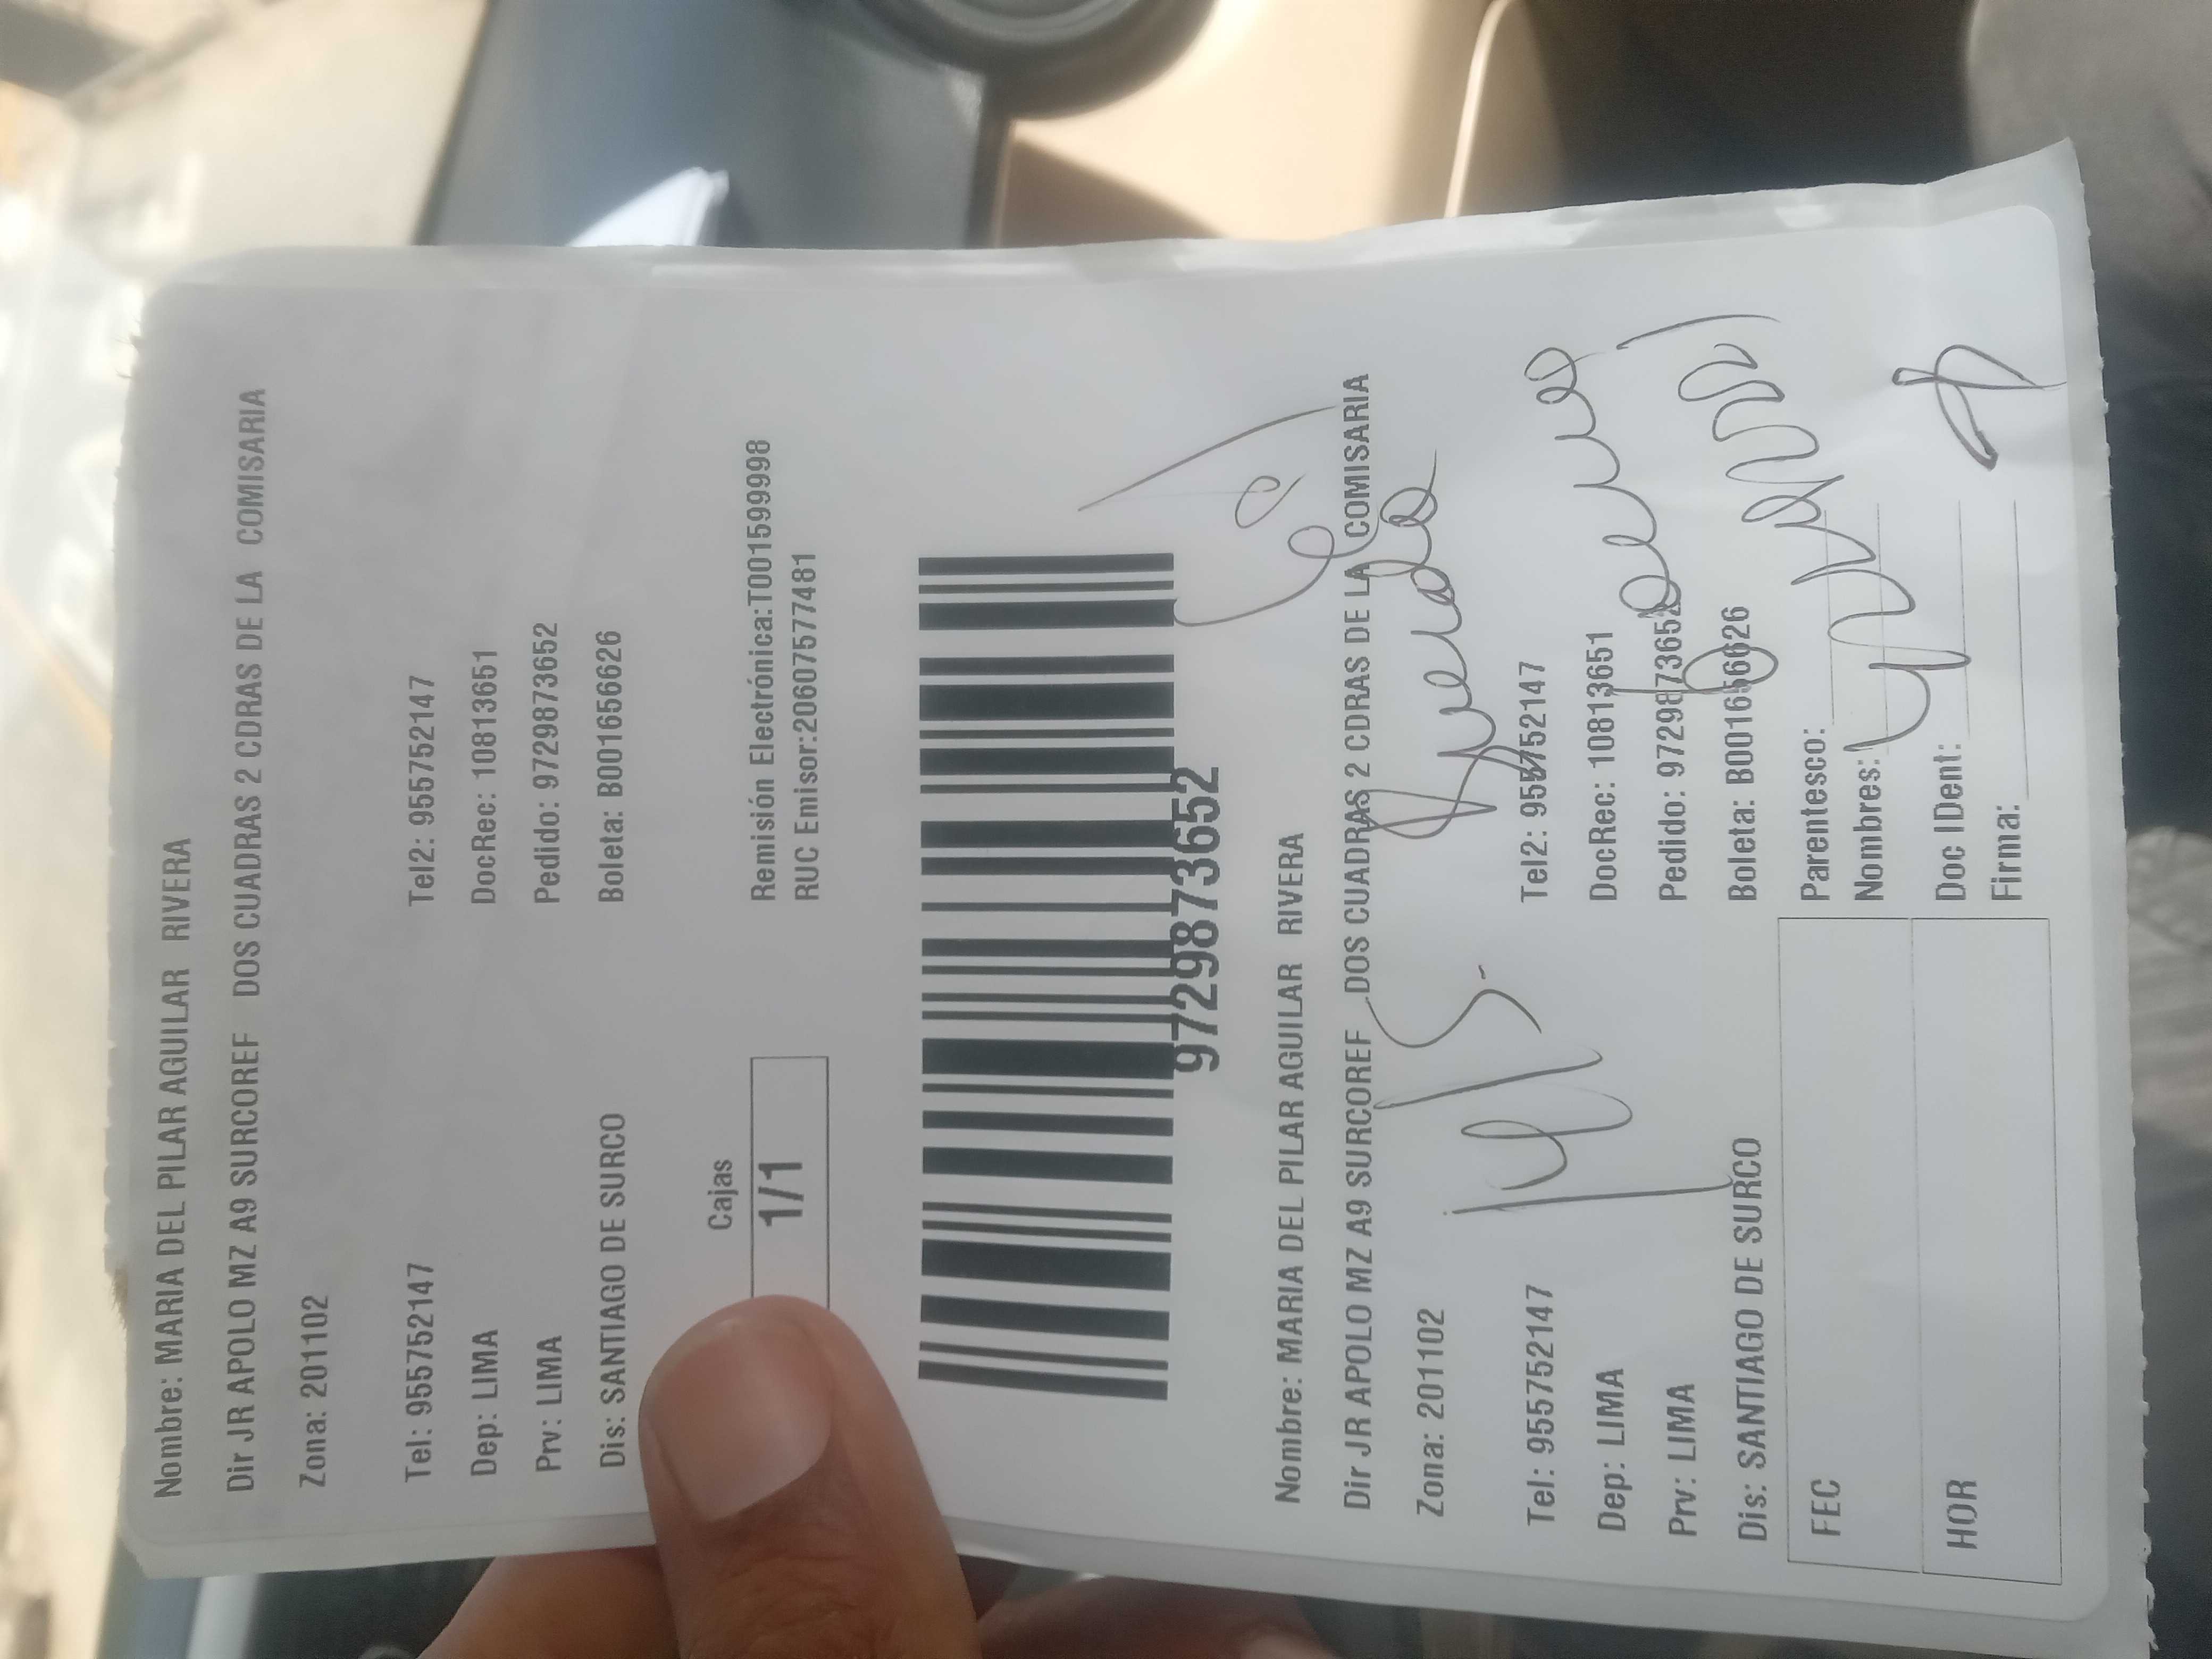 Nombre: MARIA DEL PILAR AGUILAR RIVERA
Dir JR APOLO MZ A9 SURCOREF DOS CUADRAS 2 CDRAS DE LA COMISARIA
Zona: 201102
Tel: 955752147 Tel2: 955752147
Dep: LIMA DocRec: 10813651
Prv: LIMA Pedido: 9729873652
Dis: SANTIAGO DE SURCO Boleta: B001656626
Cajas
1/1
Remisión Electrónica:T001599998
RUC Emisor:20607577481
9729873652
Nombre: MARIA DEL PILAR AGUILAR RIVERA
Dir JR APOLO MZ A9 SURCOREF DOS CUADRAS 2 CDRAS DE LA COMISARIA
Zona: 201102
Tel: 955752147 Tel2: 955752147
Dep: LIMA DocRec: 10813651
Prv: LIMA Pedido: 9729873652
Dis: SANTIAGO DE SURCO Boleta: B001656626
FEC
HOR
Parentesco:
Nombres:
Doc IDent:
Firma: